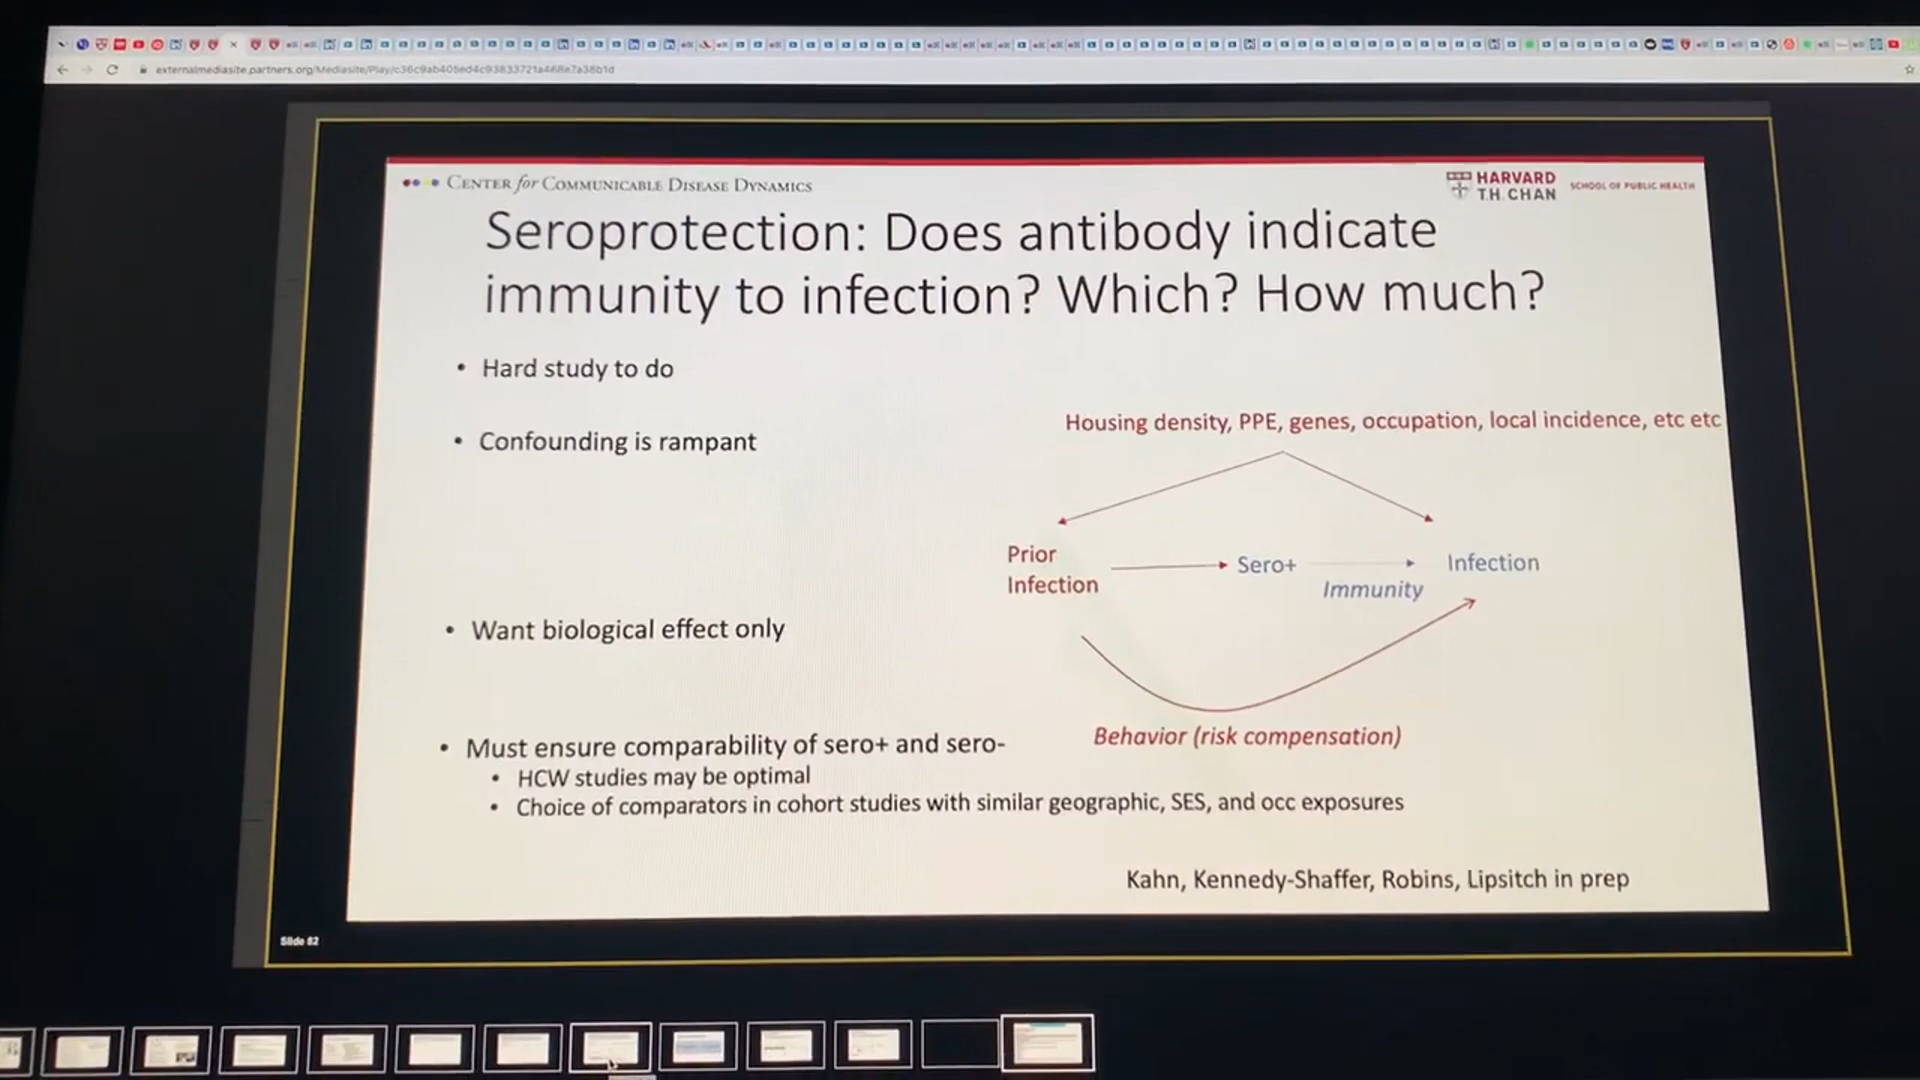 CENTER for COMMUNICABLE DISEASE DYNAMICS
HARVARD
T.H. CHAN
SCHOOL OF PUBLIC HEALTH
Seroprotection: Does antibody indicate
immunity to infection? Which? How much?
• Hard study to do
• Confounding is rampant
Housing density, PPE, genes, occupation, local incidence, etc etc
Prior
Infection
Sero+
Immunity
Infection
• Want biological effect only
Behavior (risk compensation)
• Must ensure comparability of sero+ and sero-
• HCW studies may be optimal
• Choice of comparators in cohort studies with similar geographic, SES, and occ exposures
Kahn, Kennedy-Shaffer, Robins, Lipsitch in prep
Slide 82